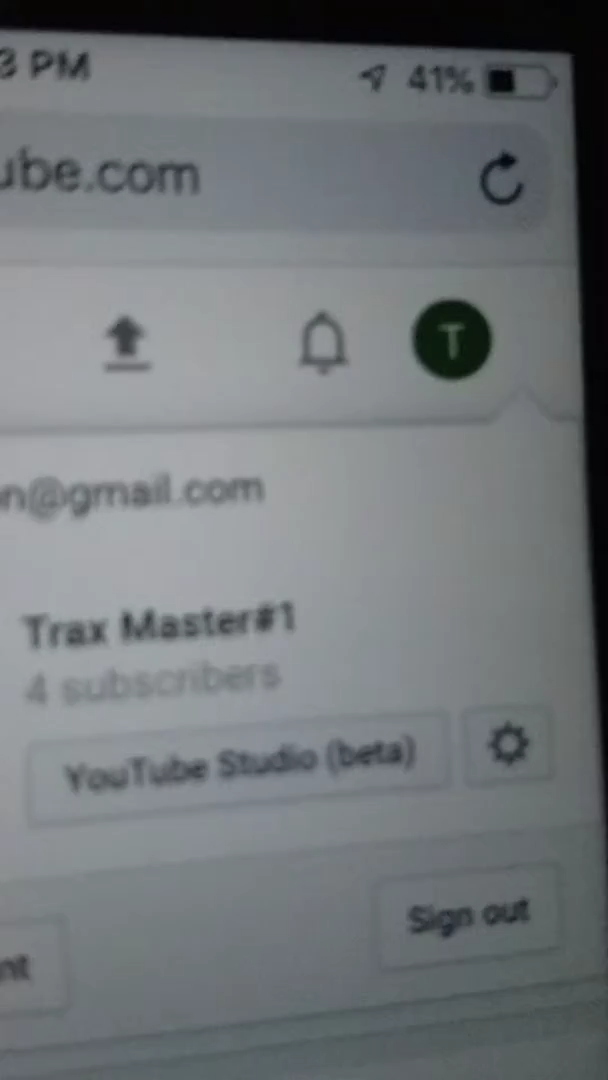 3 PM 41%
ube.com
T
n@gmail.com
Trax Master#1
4 subscribers
YouTube Studio (beta)
Sign out
nt